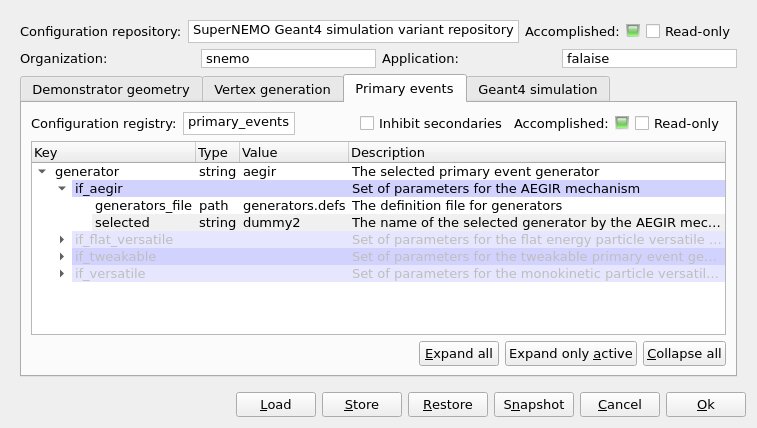 Configuration repository: SuperNEMO Geant4 simulation variant repository Accomplished: Read-only
Organization: snemo Application: falaise
Demonstrator geometry Vertex generation Primary events Geant4 simulation
Configuration registry: primary_events Inhibit secondaries Accomplished: Read-only
Key Type Value Description
generator string aegir The selected primary event generator
if_aegir Set of parameters for the AEGIR mechanism
generators_file path generators.defs The definition file for generators
selected string dummy2 The name of the selected generator by the AEGIR mec...
if_flat_versatile Set of parameters for the flat energy particle versatile ...
if_tweakable Set of parameters for the tweakable primary event ge...
if_versatile Set of parameters for the monokinetic particle versatil...
Expand all Expand only active Collapse all
Load Store Restore Snapshot Cancel Ok